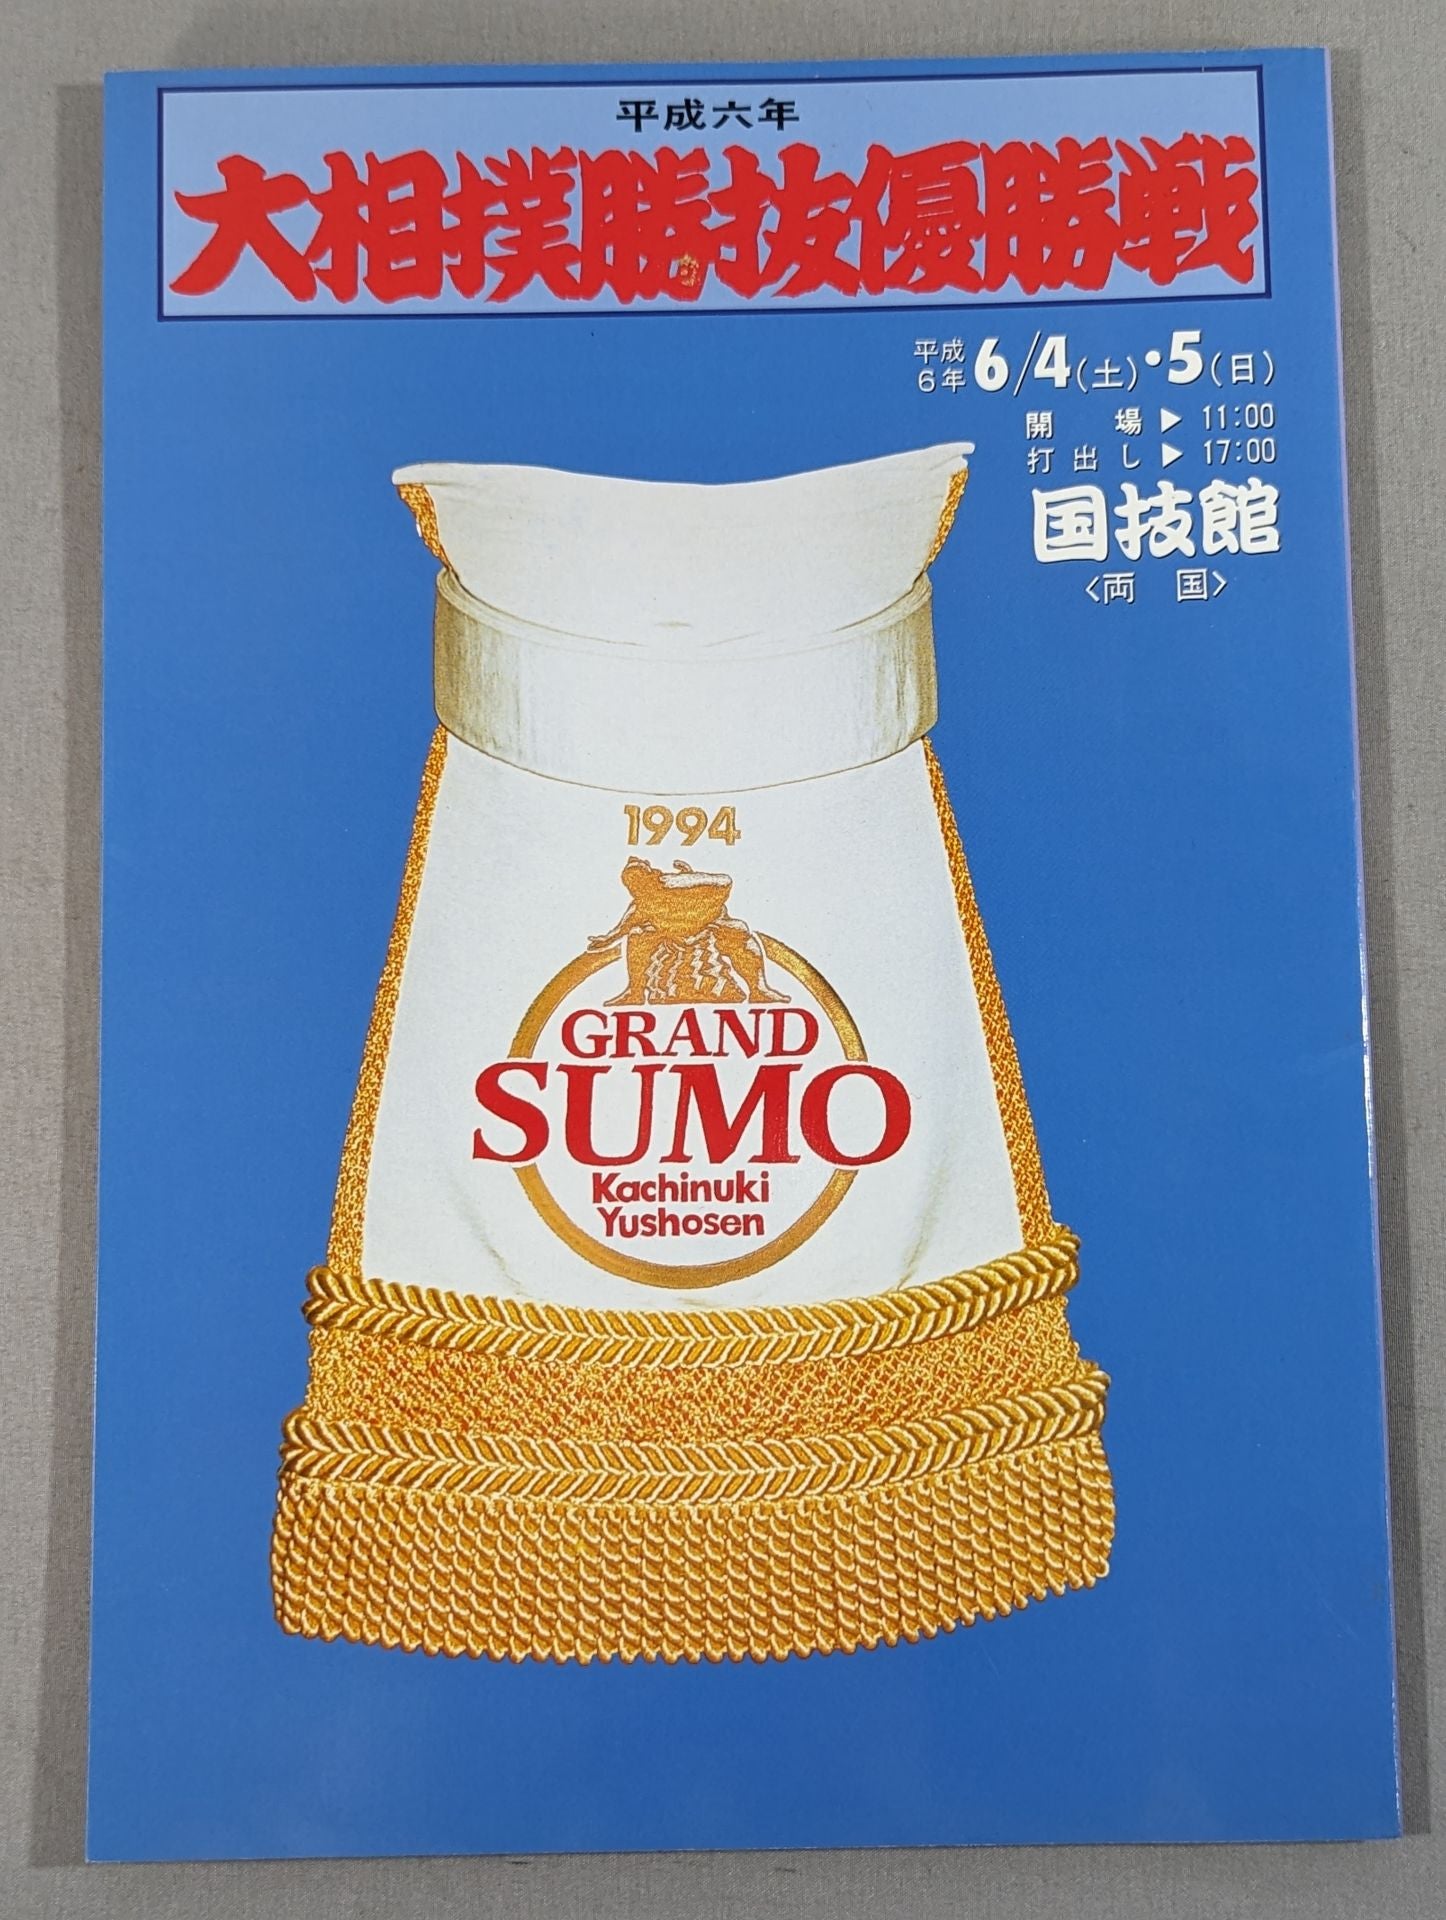 平成六年
大相撲勝抜優勝戦
平成6年 6/4(土)・5(日)
開場▶11:00
打出し▶17:00
国技館
〈両国〉
1994
GRAND
SUMO
Kachinuki
Yushosen